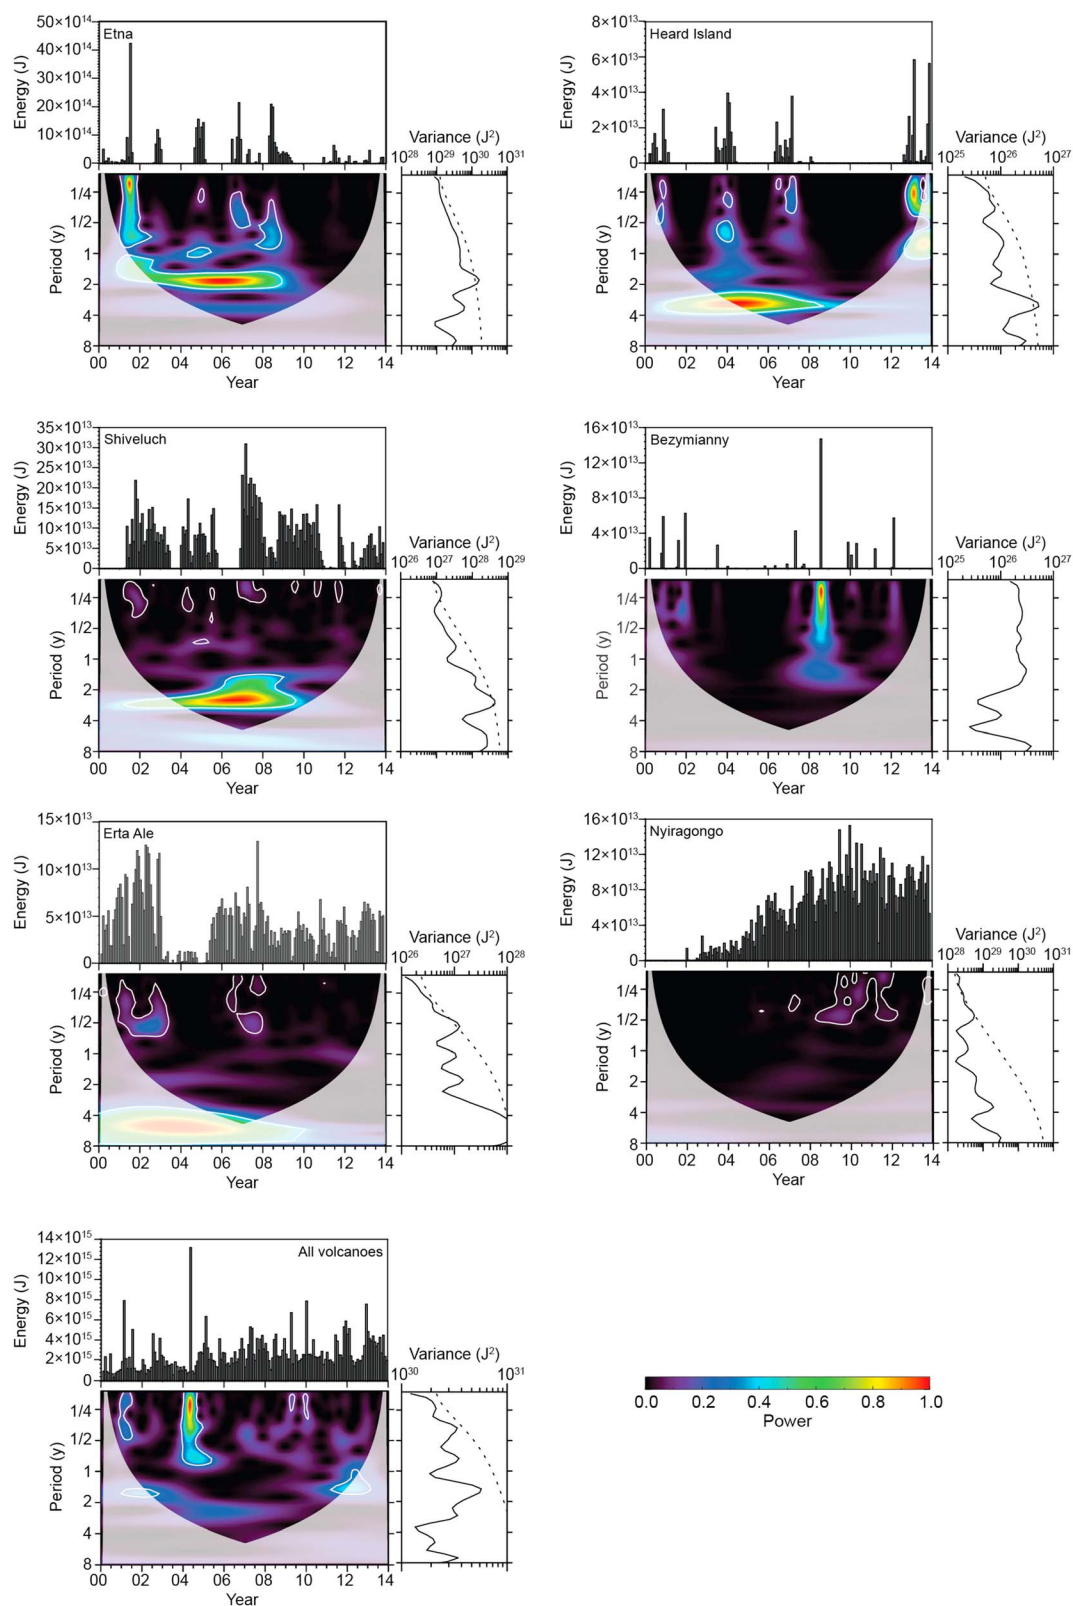 Etna
Energy (J)
50×10¹⁴
40×10¹⁴
30×10¹⁴
20×10¹⁴
10×10¹⁴
0
Variance (J²)
10²⁸ 10²⁹ 10³⁰ 10³¹
Period (y)
1/4
1/2
1
2
4
8
00 02 04 06 08 10 12 14
Year
Heard Island
Energy (J)
8×10¹³
6×10¹³
4×10¹³
2×10¹³
0
Variance (J²)
10²⁵ 10²⁶ 10²⁷
Period (y)
1/4
1/2
1
2
4
8
00 02 04 06 08 10 12 14
Year
Shiveluch
Energy (J)
35×10¹³
30×10¹³
25×10¹³
20×10¹³
15×10¹³
10×10¹³
5×10¹³
0
Variance (J²)
10²⁶ 10²⁷ 10²⁸ 10²⁹
Period (y)
1/4
1/2
1
2
4
8
00 02 04 06 08 10 12 14
Year
Bezymianny
Energy (J)
16×10¹³
12×10¹³
8×10¹³
4×10¹³
0
Variance (J²)
10²⁵ 10²⁶ 10²⁷
Period (y)
1/4
1/2
1
2
4
8
00 02 04 06 08 10 12 14
Year
Erta Ale
Energy (J)
15×10¹³
10×10¹³
5×10¹³
0
Variance (J²)
10²⁶ 10²⁷ 10²⁸
Period (y)
1/4
1/2
1
2
4
8
00 02 04 06 08 10 12 14
Year
Nyiragongo
Energy (J)
16×10¹³
12×10¹³
8×10¹³
4×10¹³
0
Variance (J²)
10²⁸ 10²⁹ 10³⁰ 10³¹
Period (y)
1/4
1/2
1
2
4
8
00 02 04 06 08 10 12 14
Year
All volcanoes
Energy (J)
14×10¹⁵
12×10¹⁵
10×10¹⁵
8×10¹⁵
6×10¹⁵
4×10¹⁵
2×10¹⁵
0
Variance (J²)
10³⁰ 10³¹
Period (y)
1/4
1/2
1
2
4
8
00 02 04 06 08 10 12 14
Year
0.0 0.2 0.4 0.6 0.8 1.0
Power